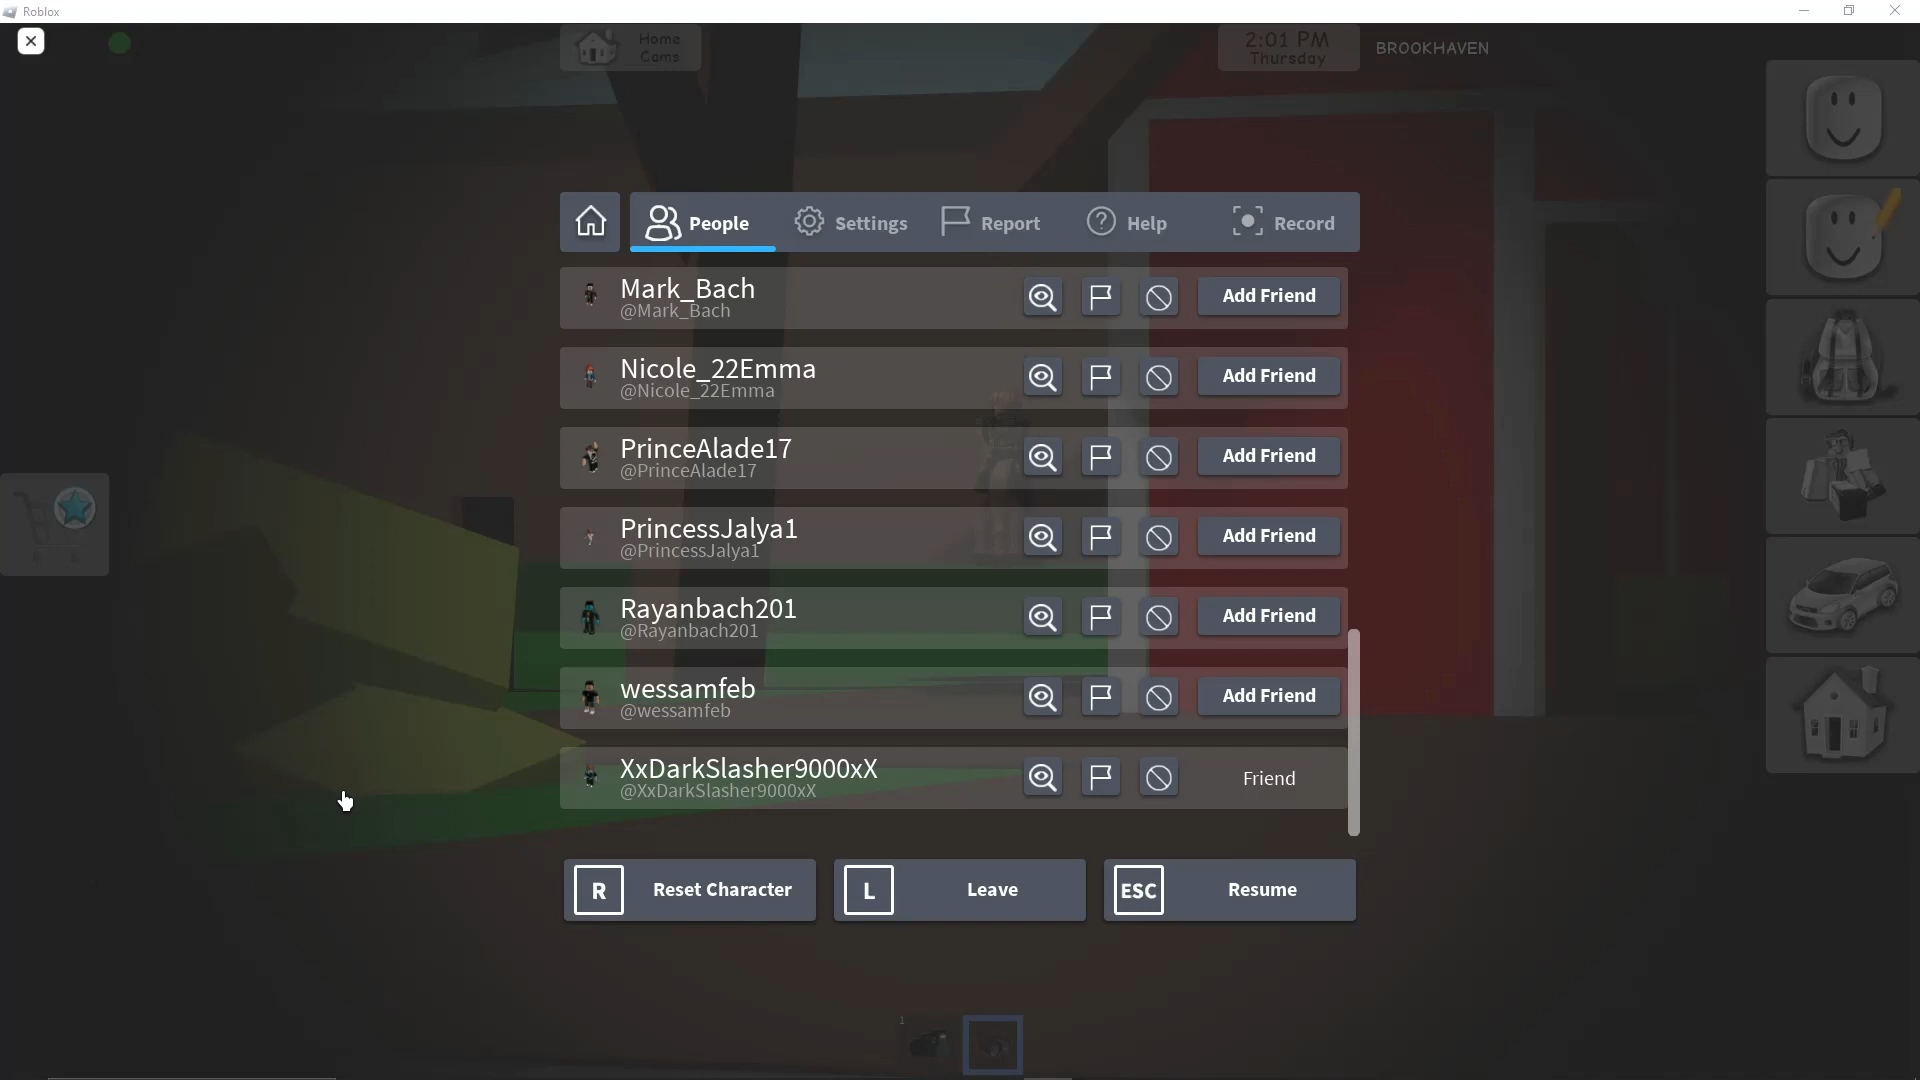 Roblox
Home
Cams
2:01 PM
Thursday
BROOKHAVEN
People
Settings
Report
Help
Record
Mark_Bach
@Mark_Bach
Add Friend
Nicole_22Emma
@Nicole_22Emma
Add Friend
PrinceAlade17
@PrinceAlade17
Add Friend
PrincessJalya1
@PrincessJalya1
Add Friend
Rayanbach201
@Rayanbach201
Add Friend
wessamfeb
@wessamfeb
Add Friend
XxDarkSlasher9000xX
@XxDarkSlasher9000xX
Friend
R Reset Character
L Leave
ESC Resume
1